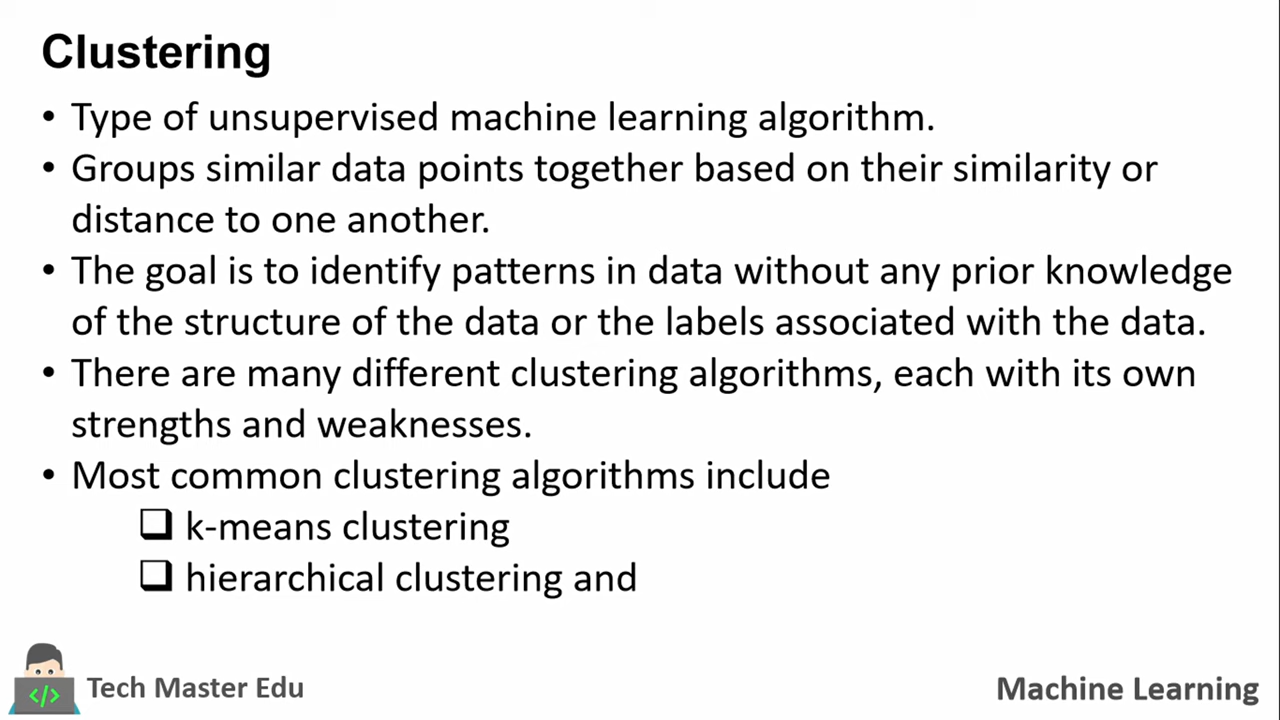 Clustering
• Type of unsupervised machine learning algorithm.
• Groups similar data points together based on their similarity or
distance to one another.
• The goal is to identify patterns in data without any prior knowledge
of the structure of the data or the labels associated with the data.
• There are many different clustering algorithms, each with its own
strengths and weaknesses.
• Most common clustering algorithms include
❑ k-means clustering
❑ hierarchical clustering and
</> Tech Master Edu
Machine Learning